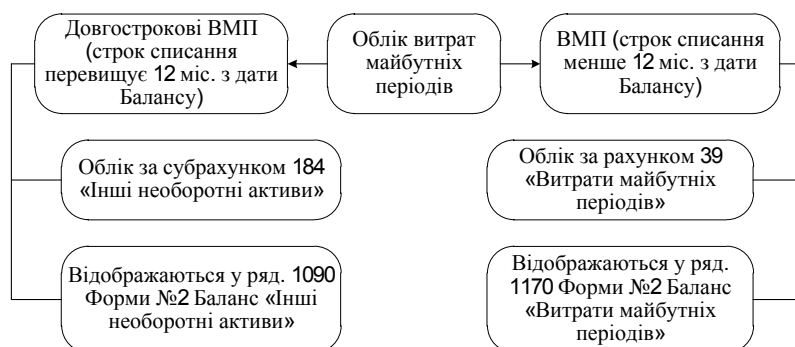 Довгострокові ВМП
(строк списання
перевищує 12 міс. з дати
Балансу)
Облік витрат
майбутніх
періодів
ВМП (строк списання
менше 12 міс. з дати
Балансу)
Облік за субрахунком 184
«Інші необоротні активи»
Облік за рахунком 39
«Витрати майбутніх
періодів»
Відображаються у ряд. 1090
Форми №2 Баланс «Інші
необоротні активи»
Відображаються у ряд.
1170 Форми №2 Баланс
«Витрати майбутніх
періодів»